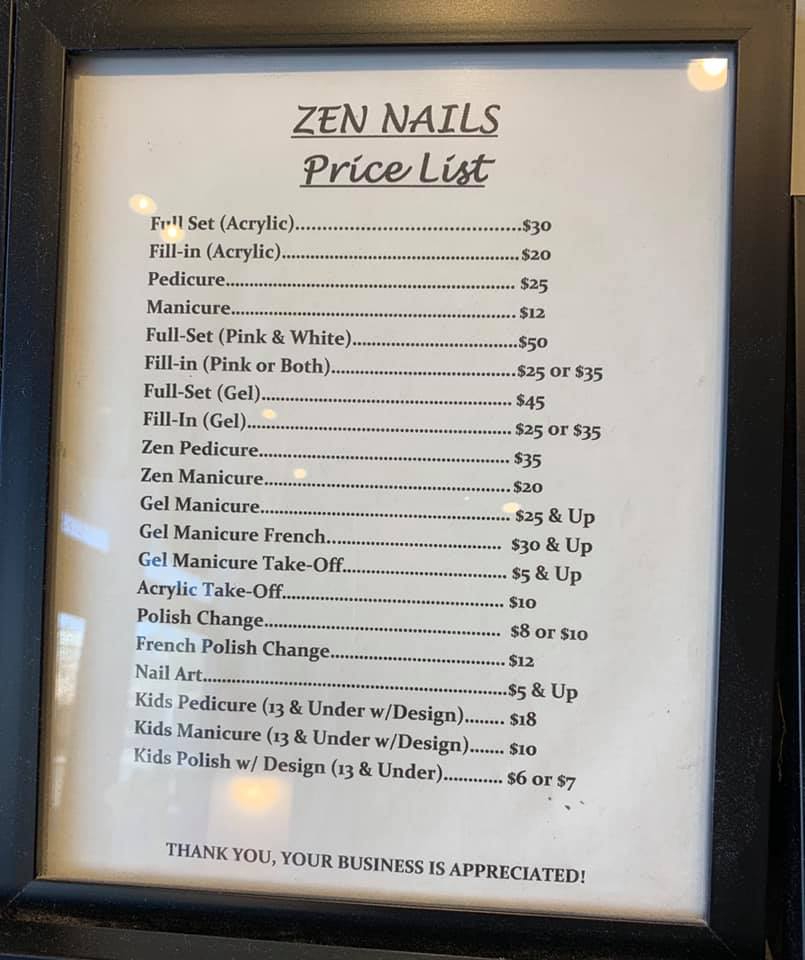 ZEN NAILS
Price List
Full Set (Acrylic)........................................$30
Fill-in (Acrylic)..........................................$20
Pedicure................................................... $25
Manicure.................................................. $12
Full-Set (Pink & White).............................$50
Fill-in (Pink or Both).................................$25 or $35
Full-Set (Gel)............................................ $45
Fill-In (Gel)............................................... $25 or $35
Zen Pedicure............................................. $35
Zen Manicure............................................$20
Gel Manicure............................................. $25 & Up
Gel Manicure French............................... $30 & Up
Gel Manicure Take-Off............................. $5 & Up
Acrylic Take-Off........................................ $10
Polish Change.......................................... $8 or $10
French Polish Change............................... $12
Nail Art......................................................$5 & Up
Kids Pedicure (13 & Under w/Design)........ $18
Kids Manicure (13 & Under w/Design)....... $10
Kids Polish w/ Design (13 & Under)............ $6 or $7
THANK YOU, YOUR BUSINESS IS APPRECIATED!